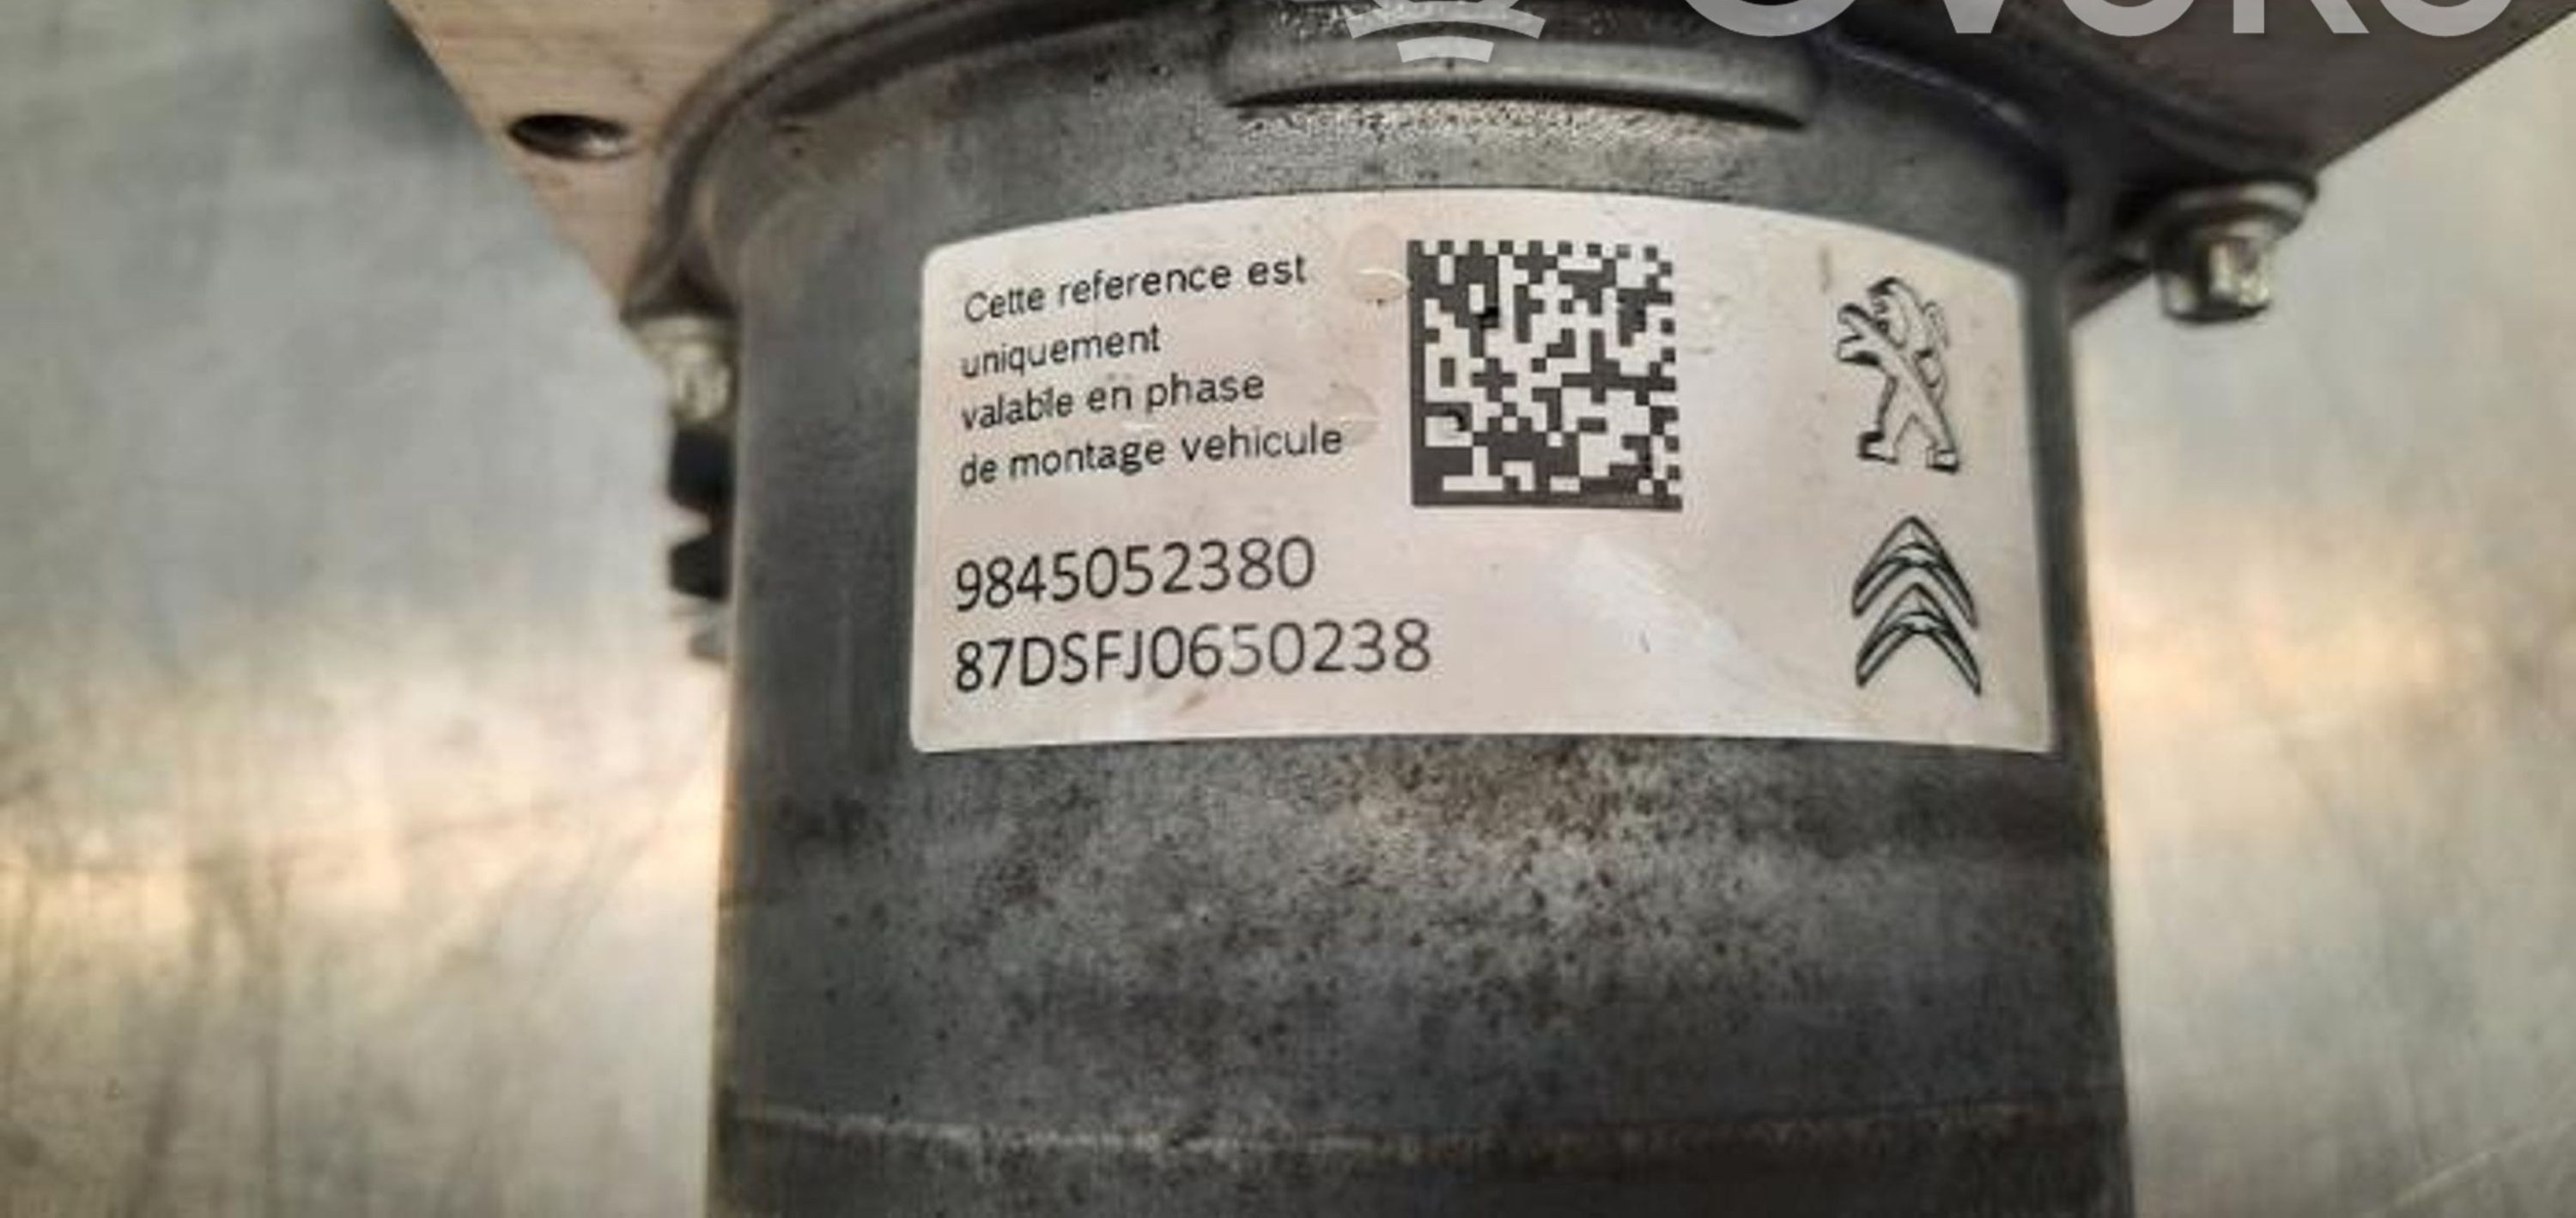 Cette reference est
uniquement
valable en phase
de montage vehicule
9845052380
87DSFJ0650238